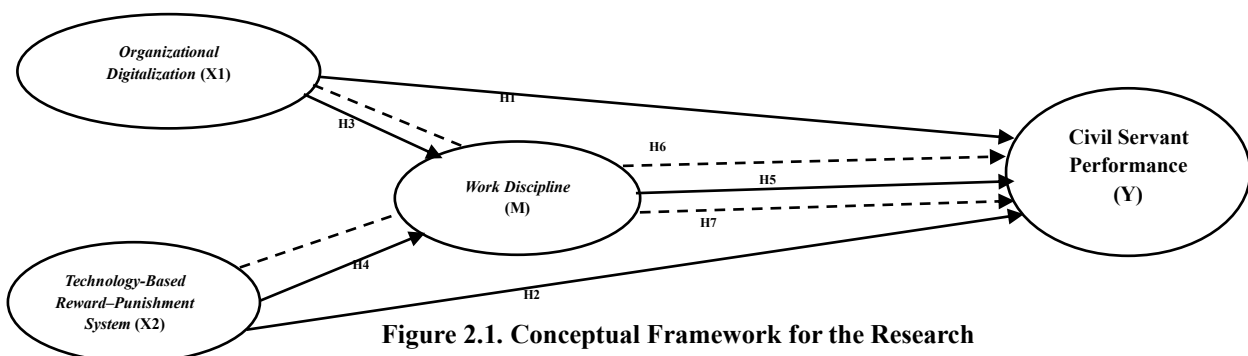 Organizational
Digitalization (X1)
H1
H3
H6
Civil Servant
Performance
(Y)
Work Discipline
(M)
H5
H7
Technology-Based
Reward–Punishment
System (X2)
H4
H2
Figure 2.1. Conceptual Framework for the Research